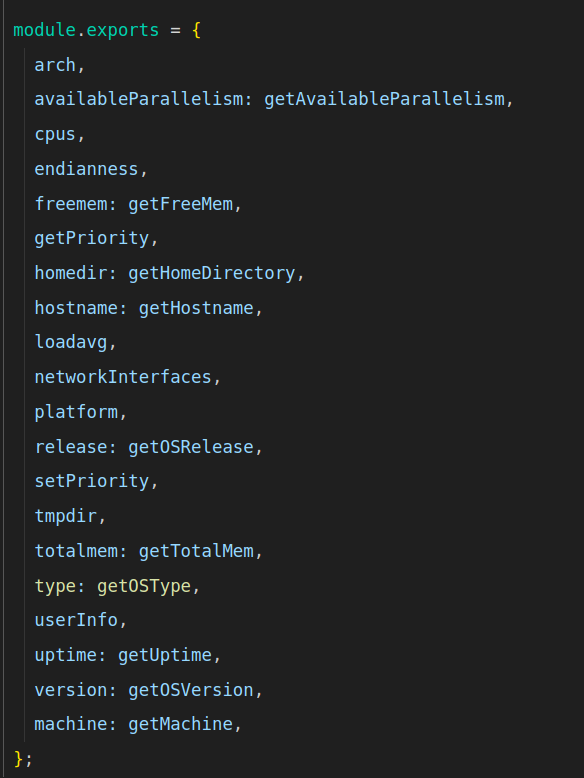 module.exports = {
arch,
availableParallelism: getAvailableParallelism,
cpus,
endianness,
freemem: getFreeMem,
getPriority,
homedir: getHomeDirectory,
hostname: getHostname,
loadavg,
networkInterfaces,
platform,
release: getOSRelease,
setPriority,
tmpdir,
totalmem: getTotalMem,
type: getOSType,
userInfo,
uptime: getUptime,
version: getOSVersion,
machine: getMachine,
};